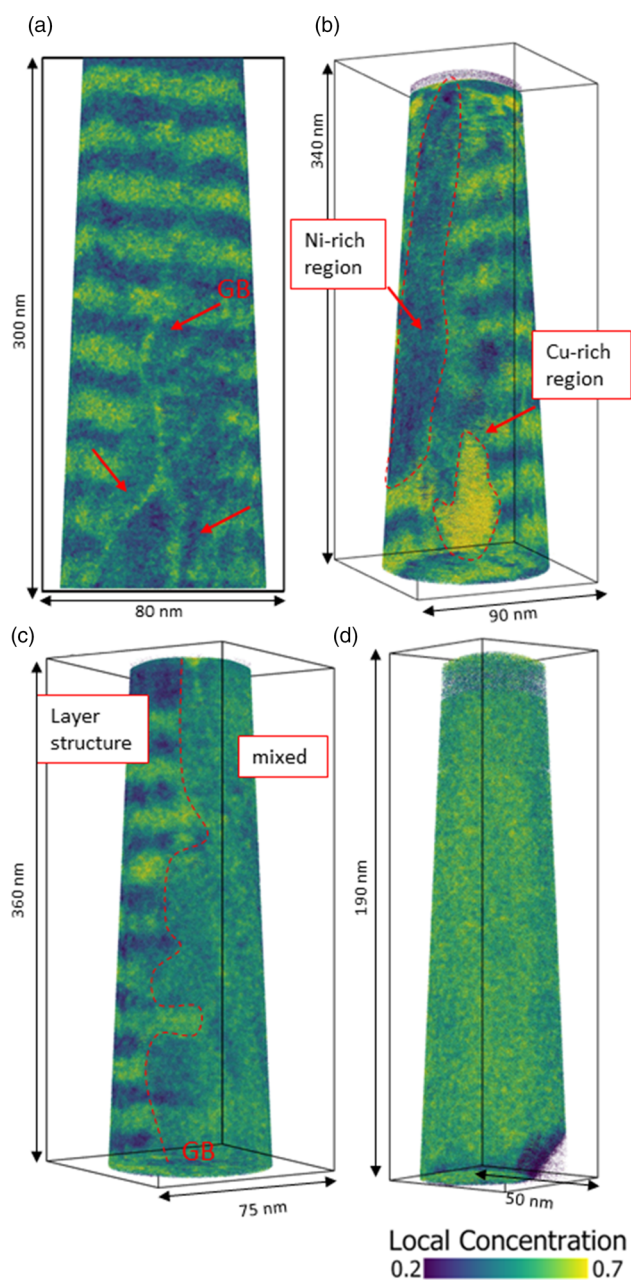 (a)
(b)
300 nm
GB
80 nm
340 nm
Ni-rich
region
Cu-rich
region
90 nm
(c)
(d)
360 nm
Layer
structure
mixed
GB
75 nm
190 nm
50 nm
Local Concentration
0.2
0.7